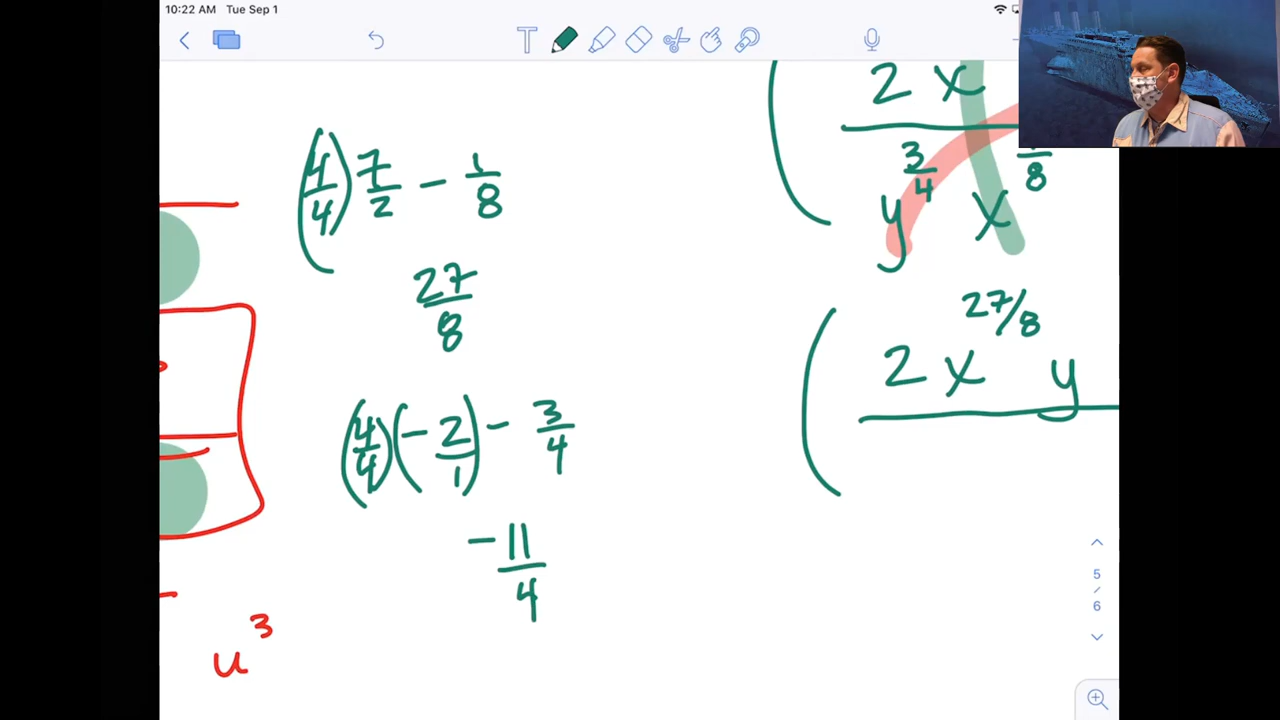 10:22 AM Tue Sep 1
T
(4/4) 7/2 - 1/8
27/8
(4/4)(-2/1) - 3/4
-11/4
u^3
( 2x
y^3/4 x^/8
( 2x^27/8 y
5
/
6